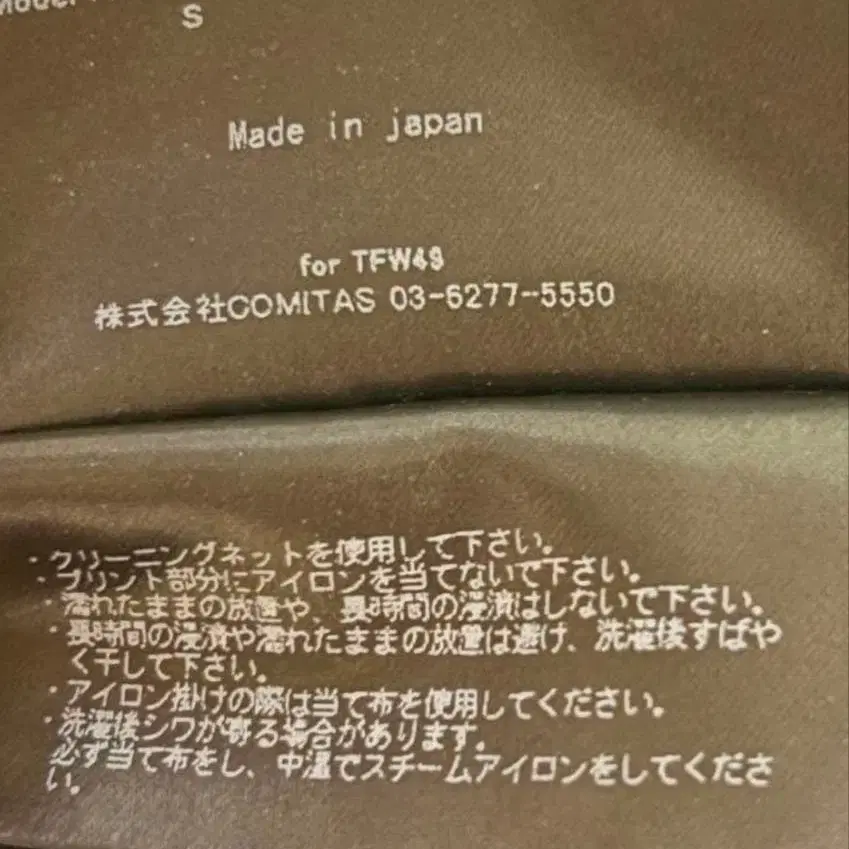 Model
S
Made in japan
for TFW49
株式会社COMITAS 03-6277-5550
・クリーニングネットを使用して下さい。
・プリント部分にアイロンを当てないで下さい。
・濡れたままの放置や、長時間の浸漬はしないで下さい。
・長時間の浸漬や濡れたままの放置は避け、洗濯後すばや
く干して下さい。
・アイロン掛けの際は当て布を使用してください。
・洗濯後シワが寄る場合があります。
必ず当て布をし、中温でスチームアイロンをしてくださ
い。